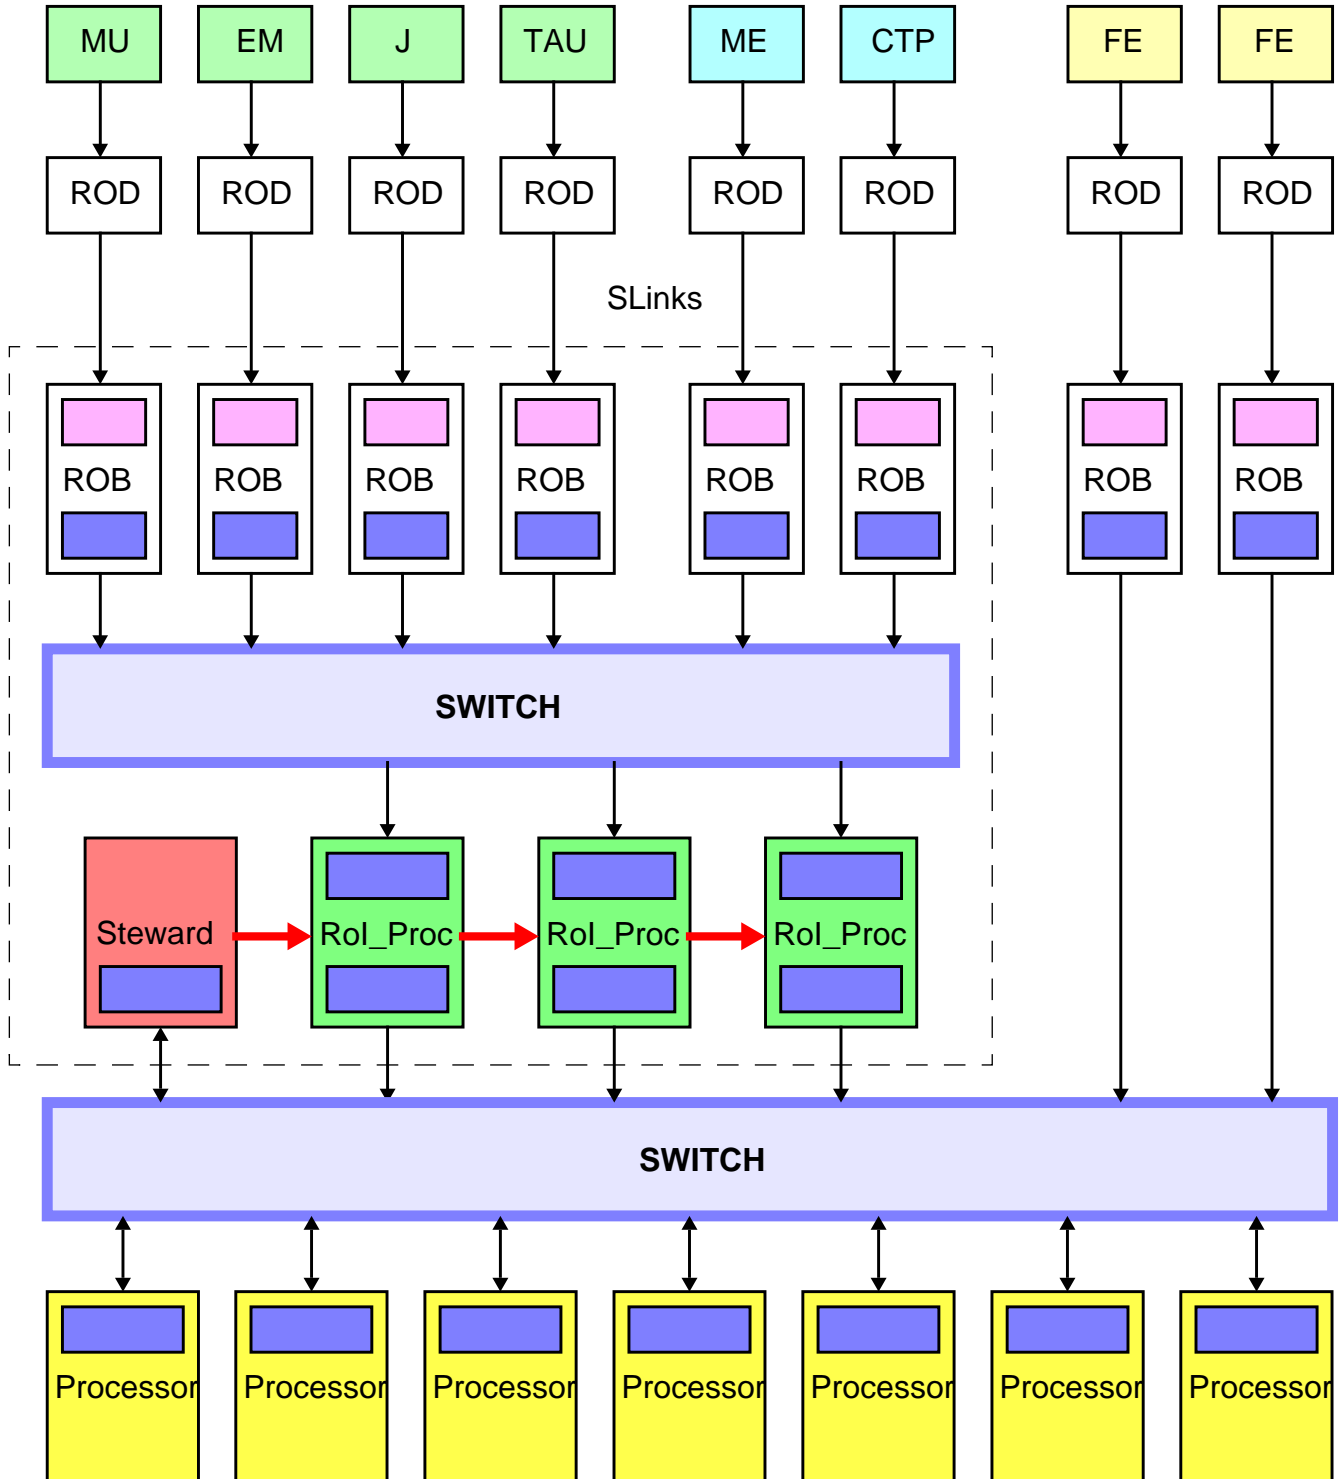 MU EM J TAU ME CTP FE FE
ROD ROD ROD ROD ROD ROD ROD ROD
SLinks
ROB ROB ROB ROB ROB ROB ROB ROB
SWITCH
Steward RoI_Proc RoI_Proc RoI_Proc
SWITCH
Processor Processor Processor Processor Processor Processor Processor